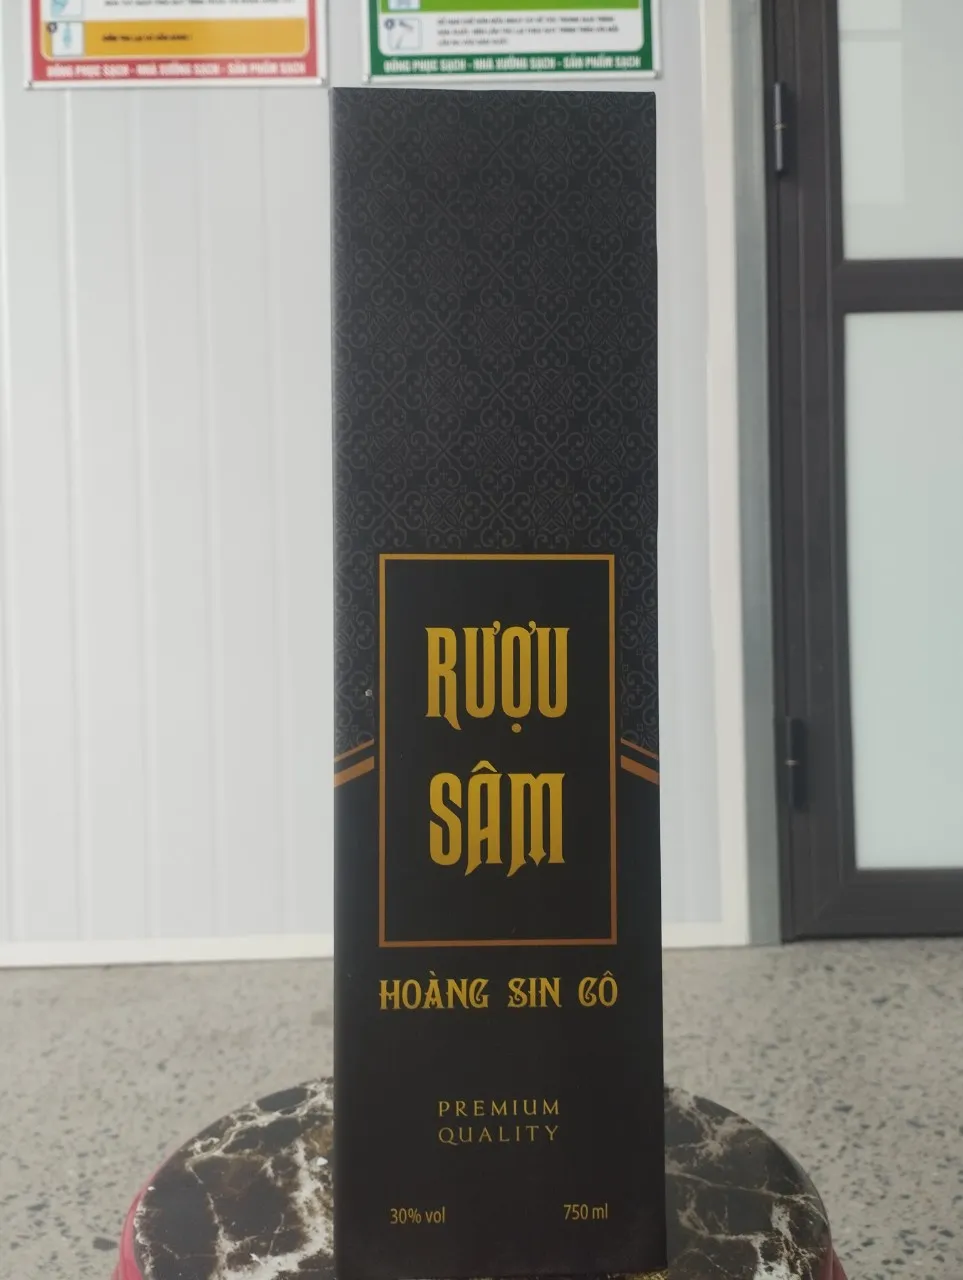 ĐỒNG PHỤC SẠCH - NHÀ XƯỞNG SẠCH - SẢN PHẨM SẠCH
ĐỒNG PHỤC SẠCH - NHÀ XƯỞNG SẠCH - SẢN PHẨM SẠCH
RƯỢU
SÂM
HOÀNG SIN CÔ
PREMIUM
QUALITY
30% vol
750 ml